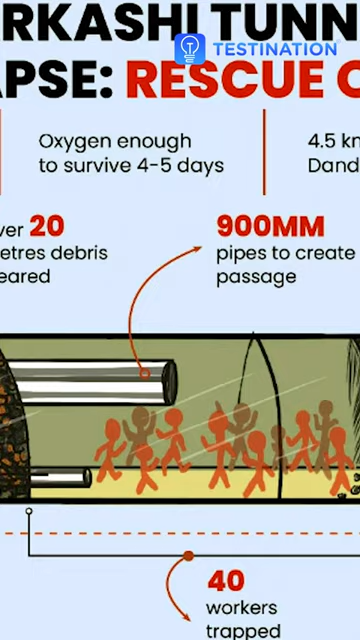 RKASHI TUNN
TESTINATION
APSE: RESCUE O
Oxygen enough
to survive 4-5 days
4.5 km
Dand
ver 20
etres debris
eared
900MM
pipes to create
passage
40
workers
trapped